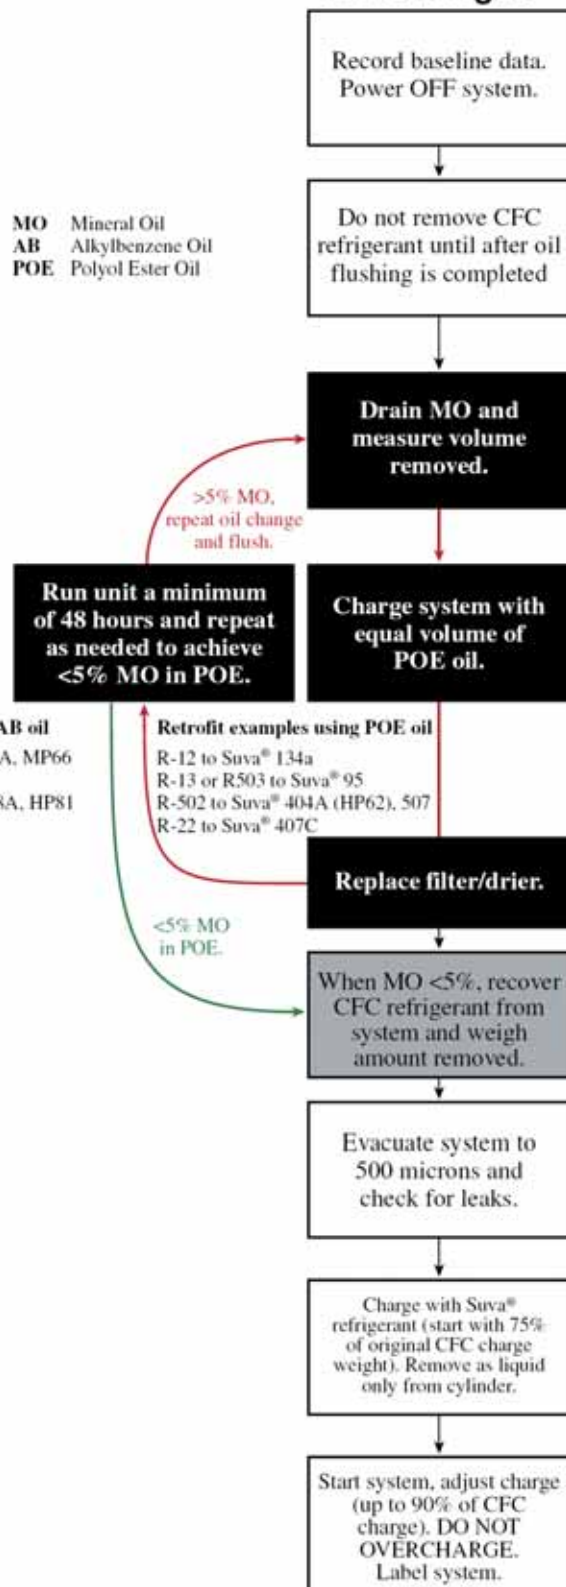 Record baseline data.
Power OFF system.
MO Mineral Oil
AB Alkylbenzene Oil
POE Polyol Ester Oil
Do not remove CFC
refrigerant until after oil
flushing is completed
Drain MO and
measure volume
removed.
>5% MO,
repeat oil change
and flush.
Run unit a minimum
of 48 hours and repeat
as needed to achieve
<5% MO in POE.
Charge system with
equal volume of
POE oil.
AB oil
A, MP66
8A, HP81
Retrofit examples using POE oil
R-12 to Suva® 134a
R-13 or R503 to Suva® 95
R-502 to Suva® 404A (HP62), 507
R-22 to Suva® 407C
Replace filter/drier.
<5% MO
in POE.
When MO <5%, recover
CFC refrigerant from
system and weigh
amount removed.
Evacuate system to
500 microns and
check for leaks.
Charge with Suva®
refrigerant (start with 75%
of original CFC charge
weight). Remove as liquid
only from cylinder.
Start system, adjust charge
(up to 90% of CFC
charge). DO NOT
OVERCHARGE.
Label system.